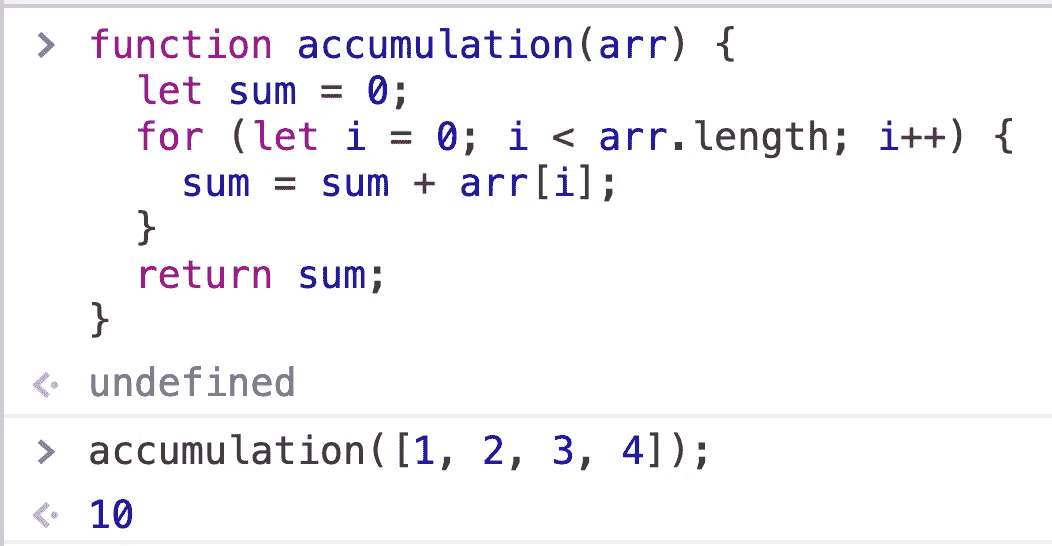 > function accumulation(arr) {
  let sum = 0;
  for (let i = 0; i < arr.length; i++) {
    sum = sum + arr[i];
  }
  return sum;
}
undefined
> accumulation([1, 2, 3, 4]);
10